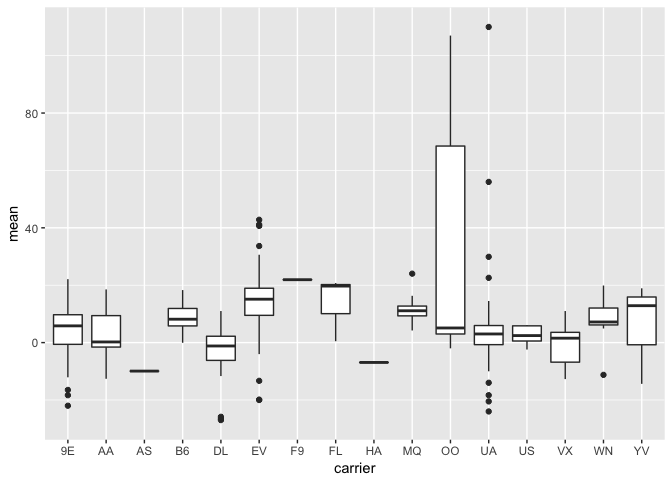 mean
80
40
0
9E AA AS B6 DL EV F9 FL HA MQ OO UA US VX WN YV
carrier